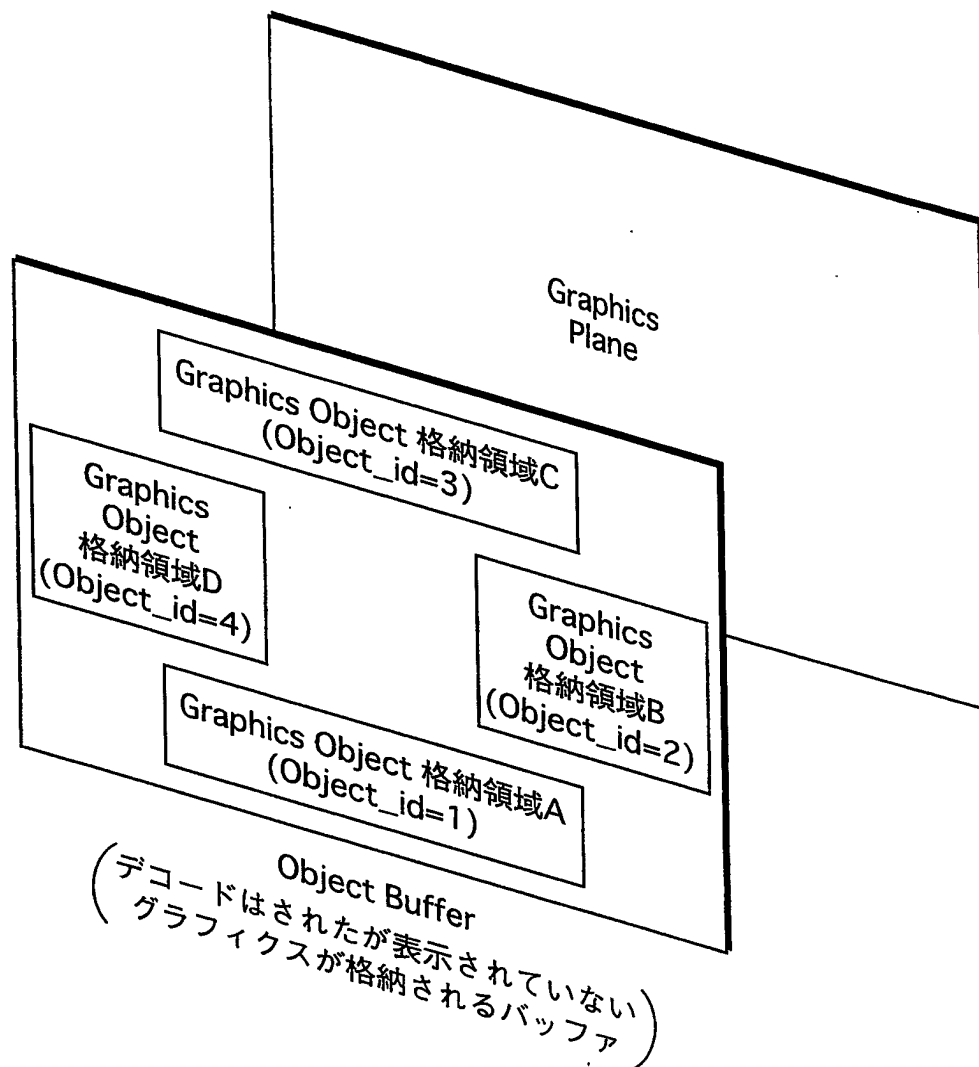 Graphics
Plane
Graphics Object 格納領域C
(Object_id=3)
Graphics
Object
格納領域D
(Object_id=4)
Graphics
Object
格納領域B
(Object_id=2)
Graphics Object 格納領域A
(Object_id=1)
Object Buffer
(デコードはされたが表示されていない
グラフィクスが格納されるバッファ)